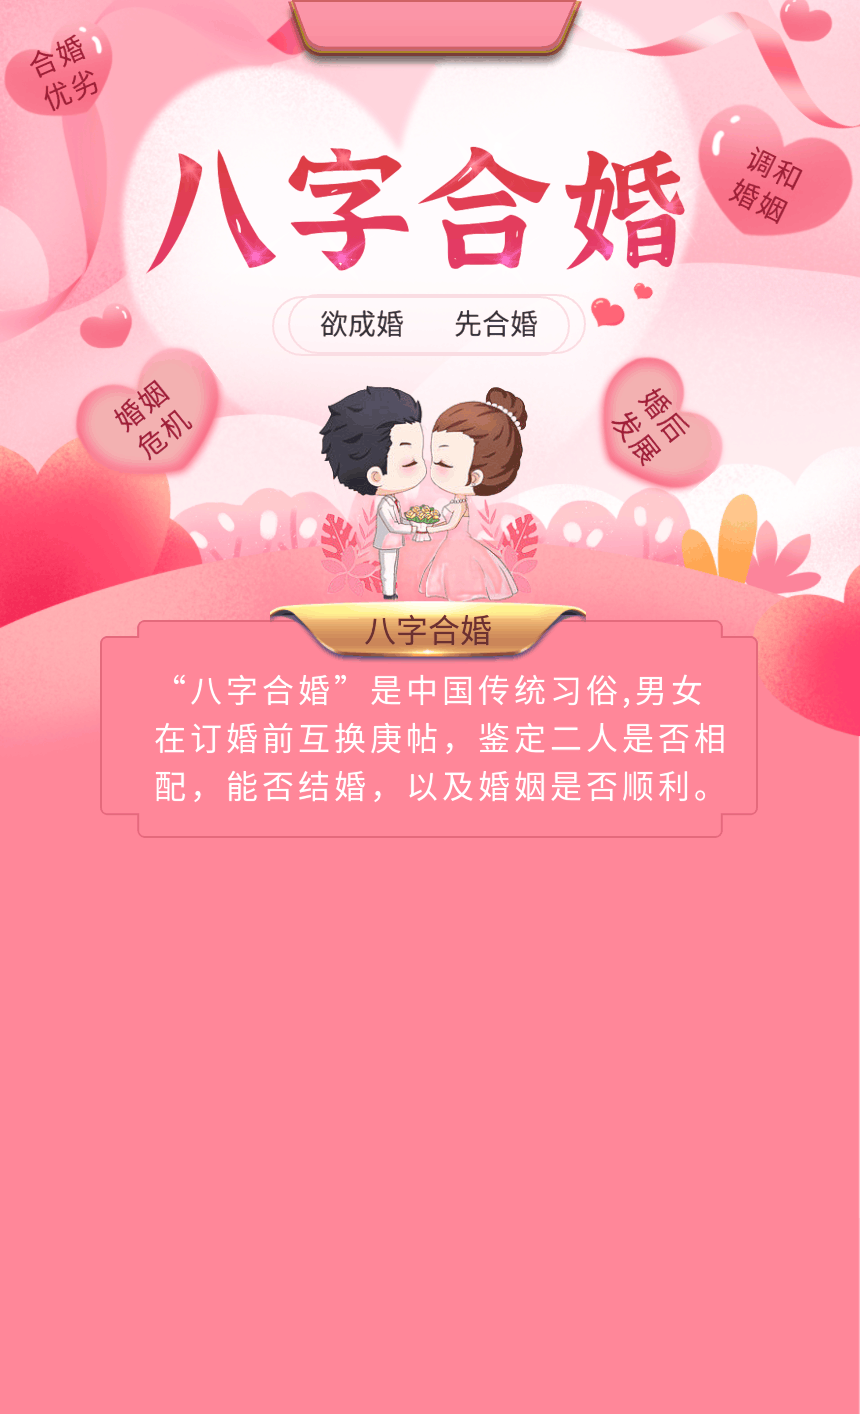 合婚
优劣
八字合婚
调和
婚姻
欲成婚 先合婚
婚姻
危机
婚后
发展
八字合婚
“八字合婚”是中国传统习俗,男女
在订婚前互换庚帖，鉴定二人是否相
配，能否结婚，以及婚姻是否顺利。